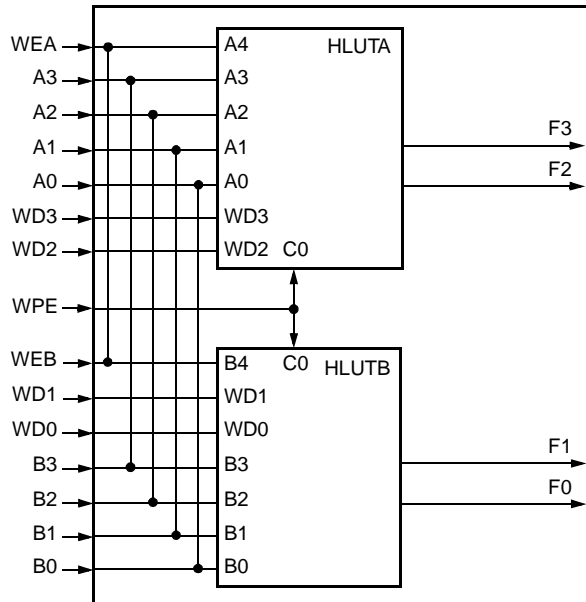 WEA A4 HLUTA
A3 A3
A2 A2
A1 A1 F3
A0 A0 F2
WD3 WD3
WD2 WD2 C0
WPE
WEB B4 C0 HLUTB
WD1 WD1
WD0 WD0
B3 B3 F1
B2 B2 F0
B1 B1
B0 B0